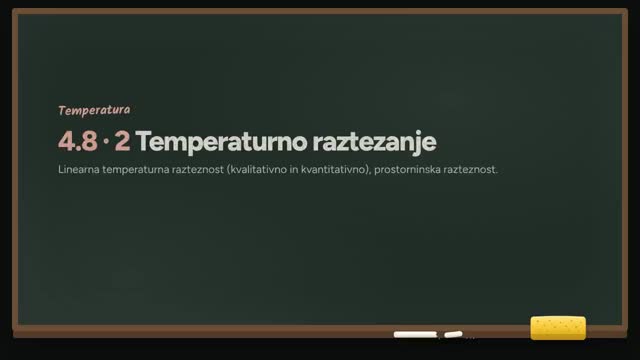 Temperatura
4.8 · 2 Temperaturno raztezanje
Linearna temperaturna razteznost (kvalitativno in kvantitativno), prostorninska razteznost.